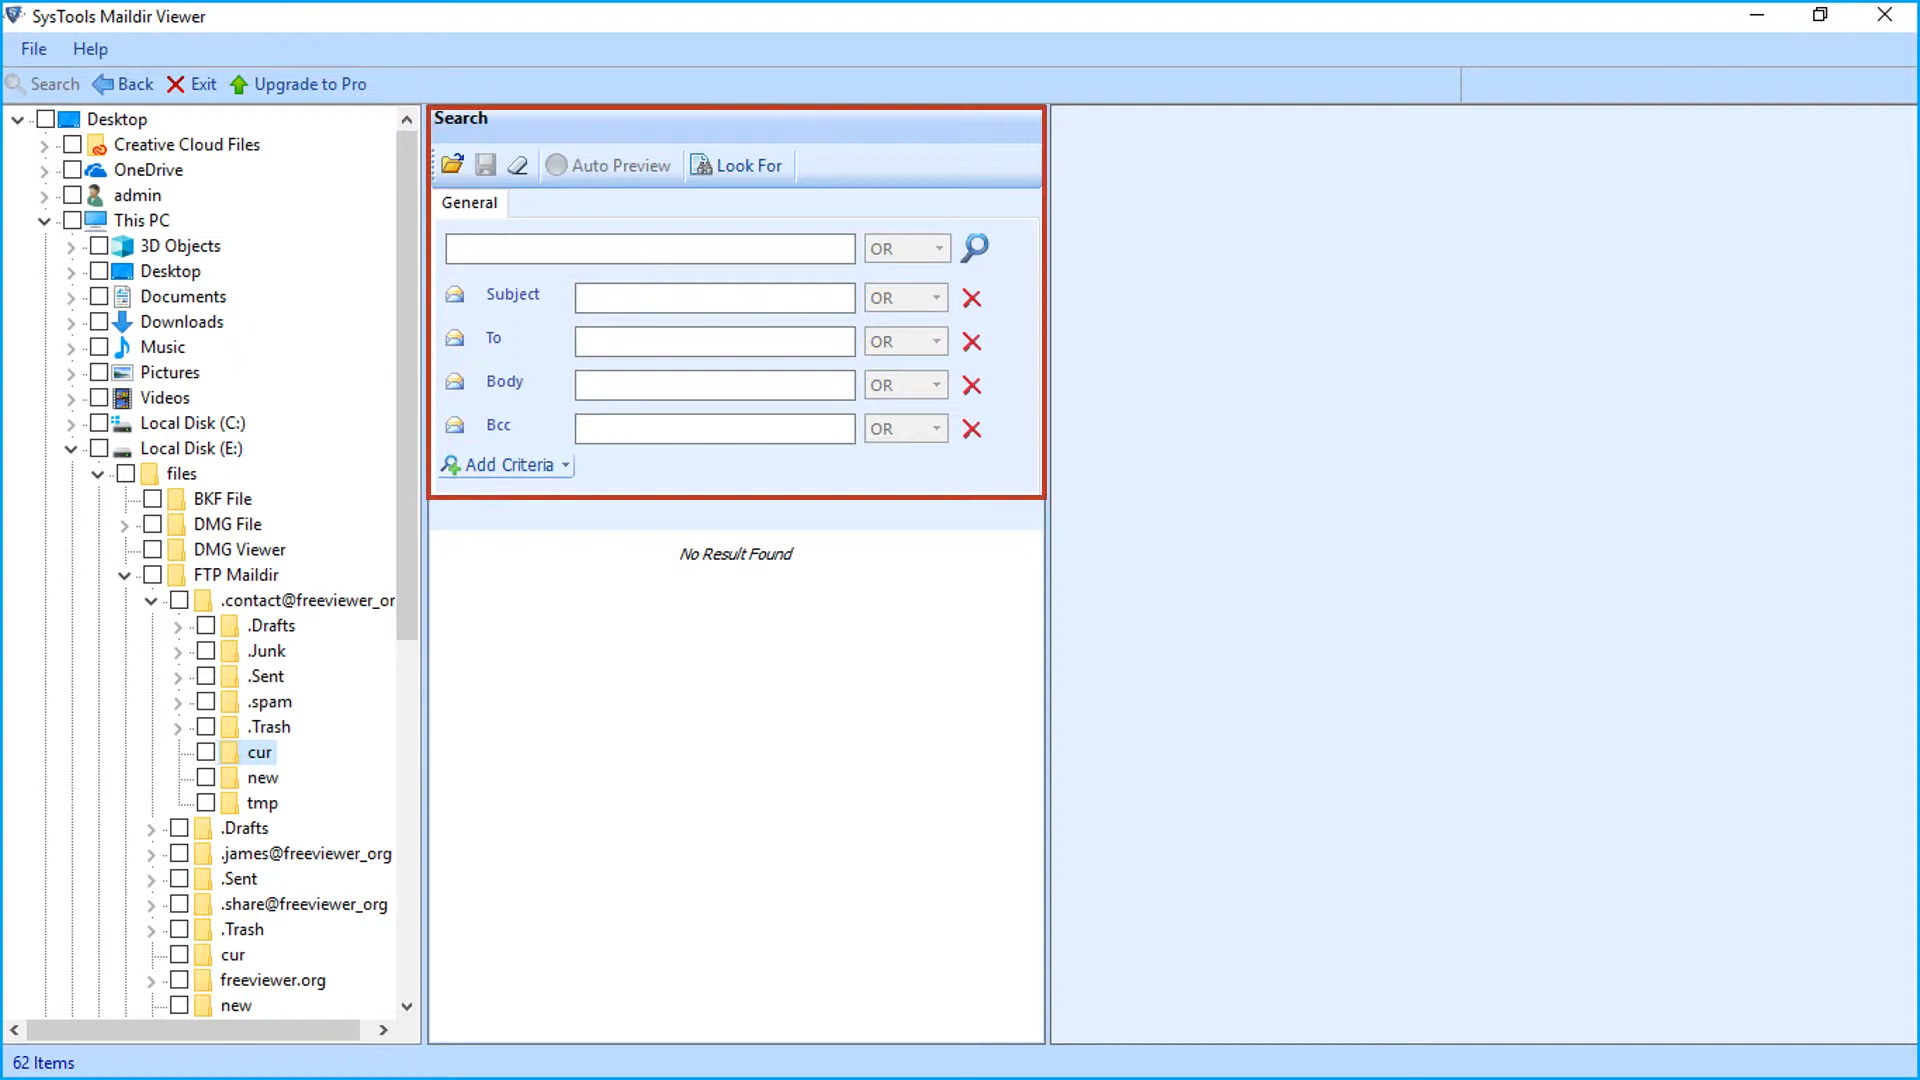 SysTools Maildir Viewer
File Help
Search Back Exit Upgrade to Pro
Desktop
Creative Cloud Files
OneDrive
admin
This PC
3D Objects
Desktop
Documents
Downloads
Music
Pictures
Videos
Local Disk (C:)
Local Disk (E:)
files
BKF File
DMG File
DMG Viewer
FTP Maildir
.contact@freeviewer_or
.Drafts
.Junk
.Sent
.spam
.Trash
cur
new
tmp
.Drafts
.james@freeviewer_org
.Sent
.share@freeviewer_org
.Trash
cur
freeviewer.org
new
Search
Auto Preview Look For
General
OR
Subject OR
To OR
Body OR
Bcc OR
Add Criteria
No Result Found
62 Items